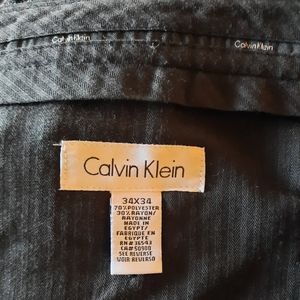 Calvin Klein
Calvin Klein
Calvin Klein
34X34
70% POLYESTER
30% RAYON/
RAYONNE
MADE IN
EGYPT/
FABRIQUE EN
EGYPTE
RN# 36543
CA# 50900
SEE REVERSE
VOIR REVERSO